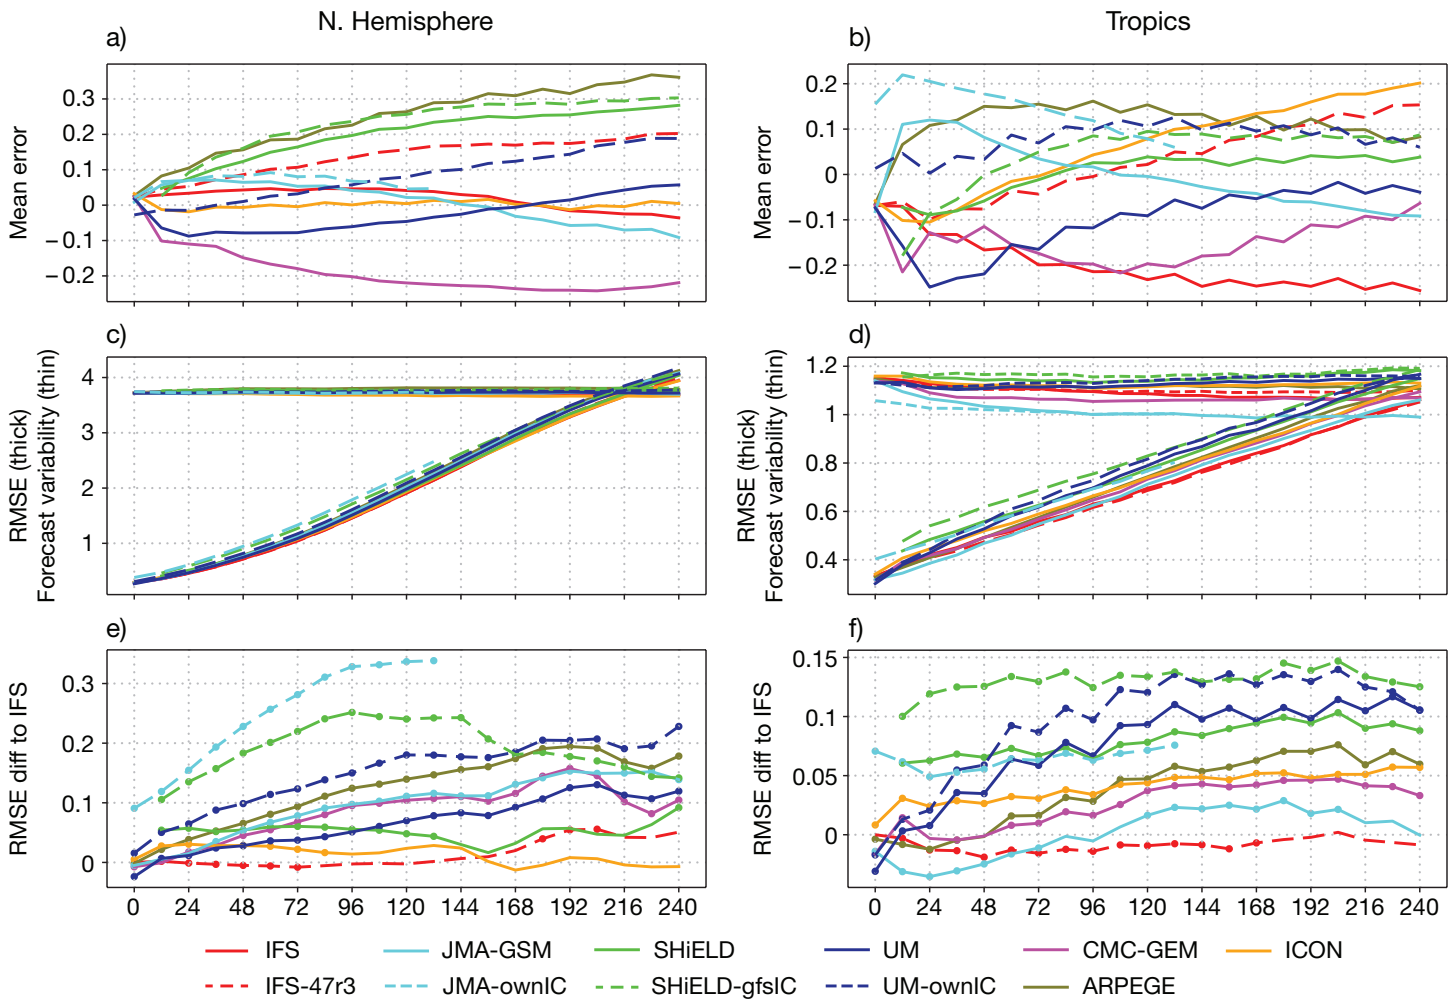 N. Hemisphere
Tropics
a)
b)
Mean error
0.3
0.2
0.1
0
−0.1
−0.2
Mean error
0.2
0.1
0
−0.1
−0.2
c)
d)
RMSE (thick)
Forecast variability (thin)
4
3
2
1
RMSE (thick)
Forecast variability (thin)
1.2
1
0.8
0.6
0.4
e)
f)
RMSE diff to IFS
0.3
0.2
0.1
0
RMSE diff to IFS
0.15
0.1
0.05
0
0 24 48 72 96 120 144 168 192 216 240
0 24 48 72 96 120 144 168 192 216 240
IFS JMA-GSM SHiELD UM CMC-GEM ICON
IFS-47r3 JMA-ownIC SHiELD-gfsIC UM-ownIC ARPEGE